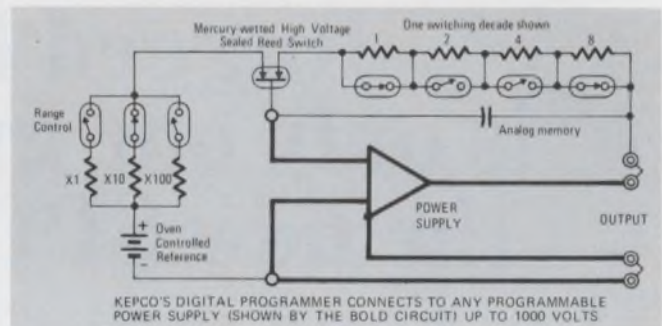 Mercury-wetted High Voltage
Sealed Reed Switch
One switching decade shown
1 2 4 8
Range
Control
Analog memory
X1 X10 X100
POWER
SUPPLY
OUTPUT
+
Oven
Controlled
Reference
−
KEPCO'S DIGITAL PROGRAMMER CONNECTS TO ANY PROGRAMMABLE
POWER SUPPLY (SHOWN BY THE BOLD CIRCUIT) UP TO 1000 VOLTS